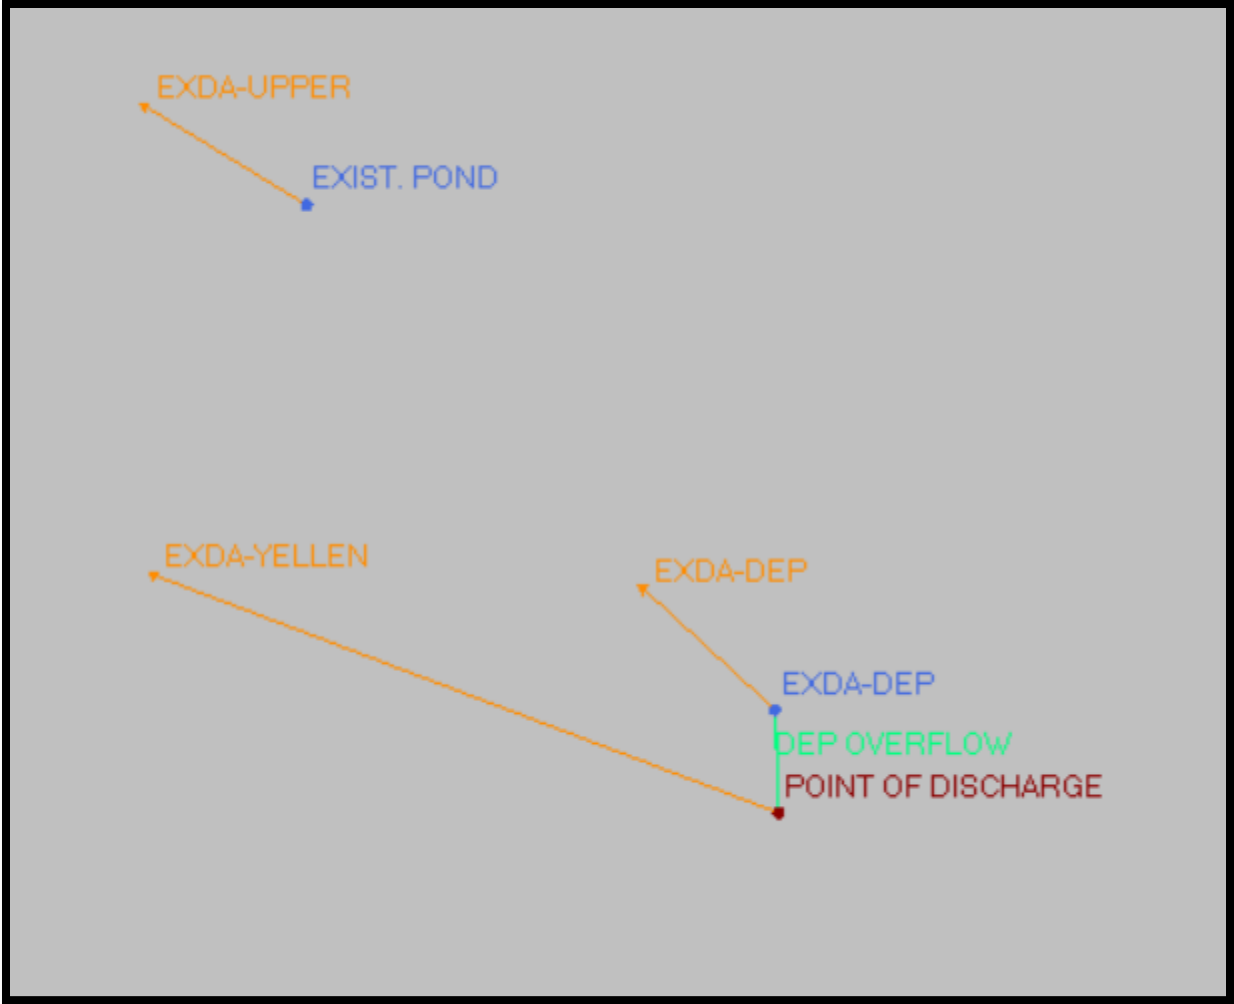 EXDA-UPPER
EXIST. POND
EXDA-YELLEN
EXDA-DEP
EXDA-DEP
DEP OVERFLOW
POINT OF DISCHARGE